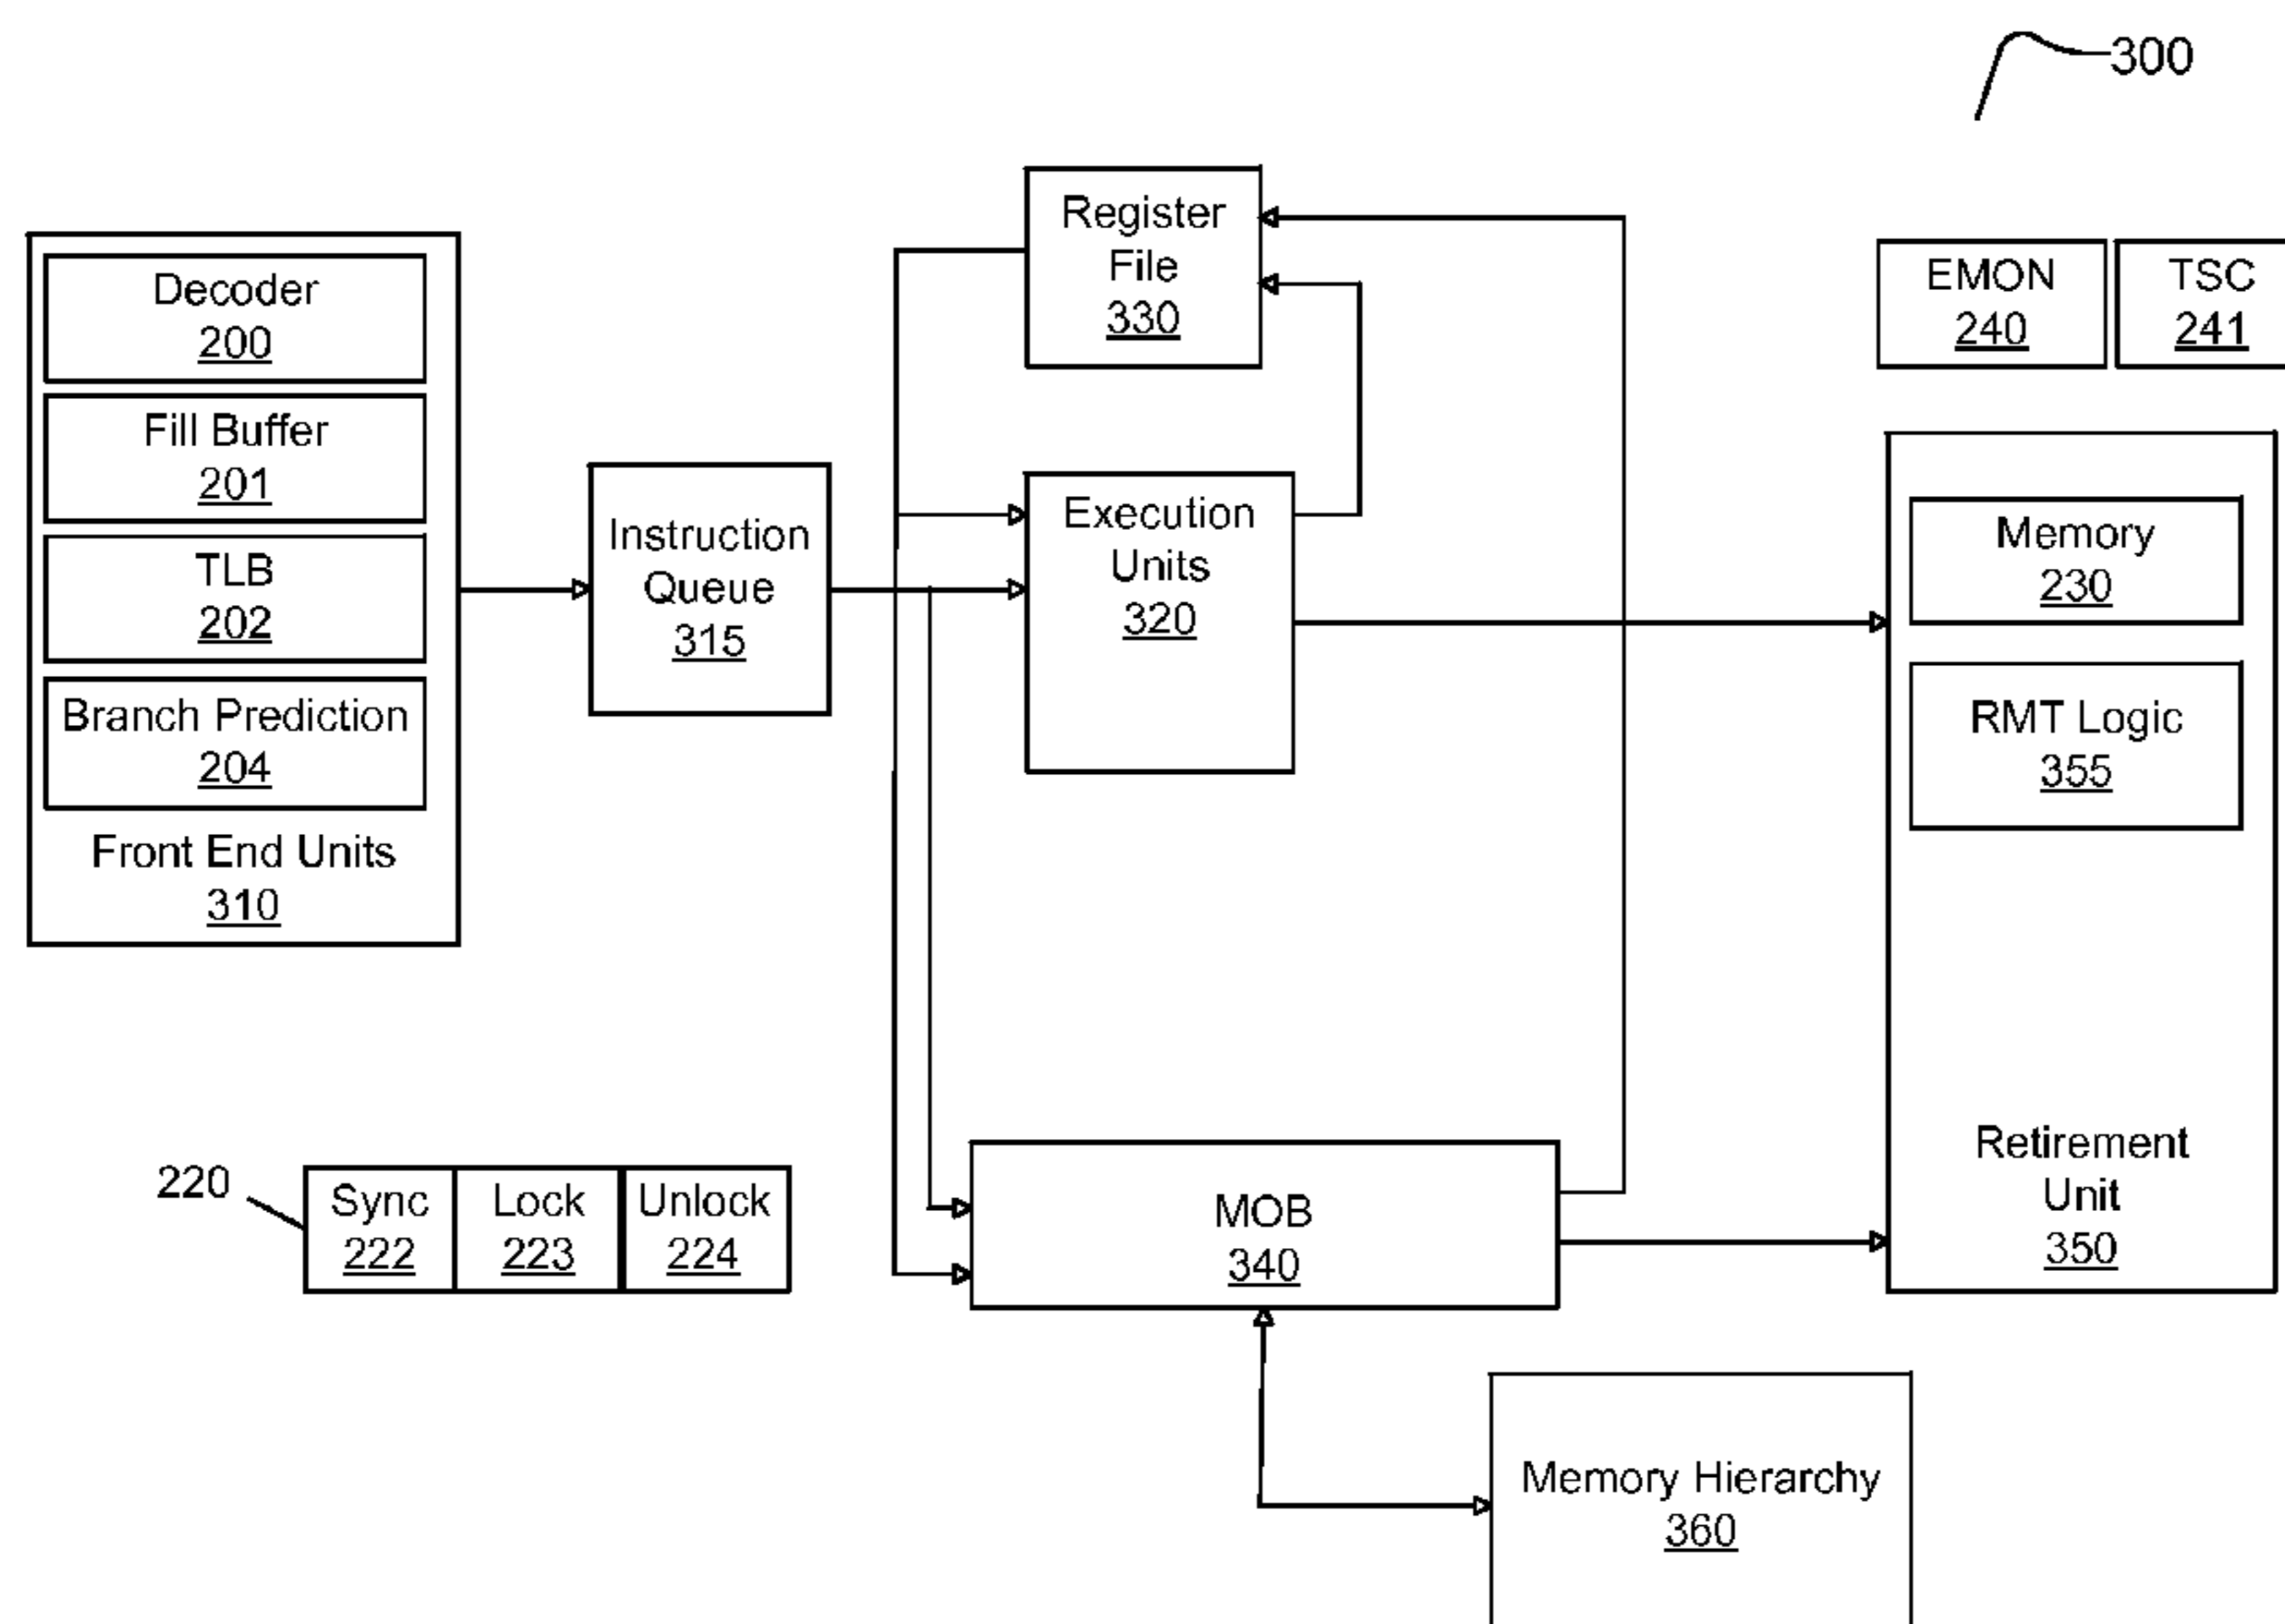 300
Register
File
330
EMON
240
TSC
241
Decoder
200
Fill Buffer
201
TLB
202
Branch Prediction
204
Front End Units
310
Instruction
Queue
315
Execution
Units
320
Memory
230
RMT Logic
355
Retirement
Unit
350
220
Sync
222
Lock
223
Unlock
224
MOB
340
Memory Hierarchy
360